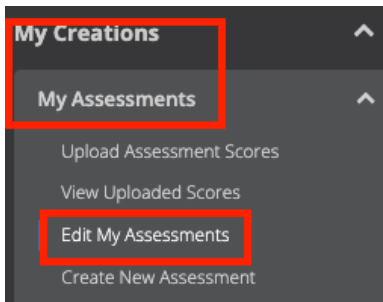 My Creations
My Assessments
Upload Assessment Scores
View Uploaded Scores
Edit My Assessments
Create New Assessment